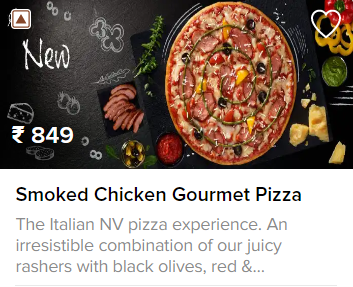 New
₹ 849
Smoked Chicken Gourmet Pizza
The Italian NV pizza experience. An
irresistible combination of our juicy
rashers with black olives, red &...